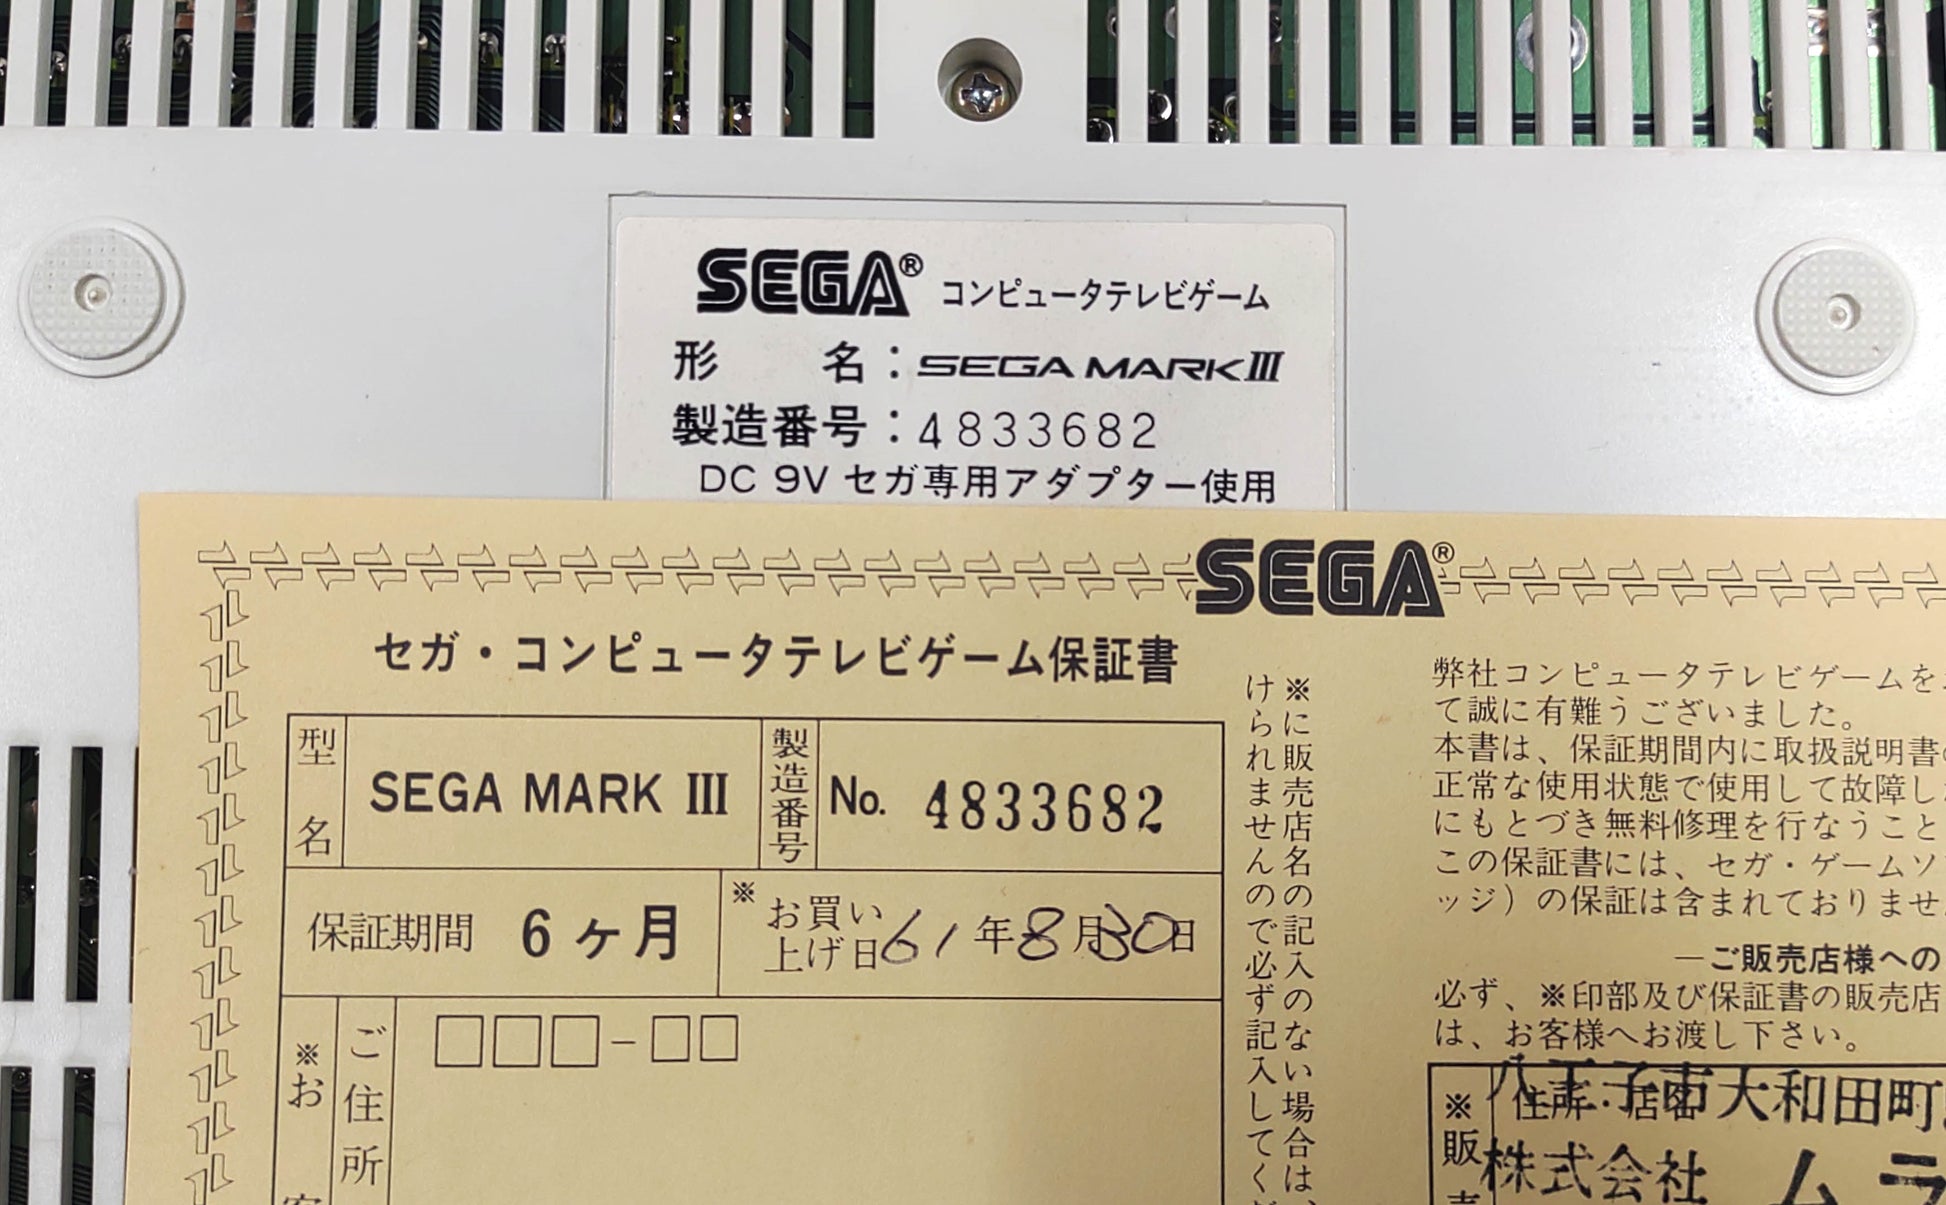 SEGA® コンピュータテレビゲーム
形 名：SEGA MARK III
製造番号：4833682
DC 9V セガ専用アダプター使用
SEGA®
セガ・コンピュータテレビゲーム保証書
型名 SEGA MARK III 製造番号 No. 4833682
保証期間 6ヶ月 ※お買い上げ日 61年8月30日
※お客
ご住所
□□□-□□
※に販売店名の記入のない場合は、
けられませんので必ず記入してく
弊社コンピュータテレビゲームを
て誠に有難うございました。
本書は、保証期間内に取扱説明書の
正常な使用状態で使用して故障し
にもとづき無料修理を行なうこと
この保証書には、セガ・ゲームソ
ッジ）の保証は含まれておりませ
―ご販売店様への
必ず、※印部及び保証書の販売店
は、お客様へお渡し下さい。
※販
住所・店名
八王子市大和田町
株式会社 ムラ